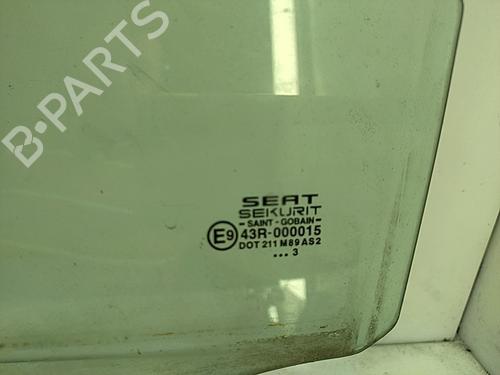 B-PARTS
SEAT
SEKURIT
- SAINT - GOBAIN -
E9 43R-000015
DOT 211 M89 AS2
... 3